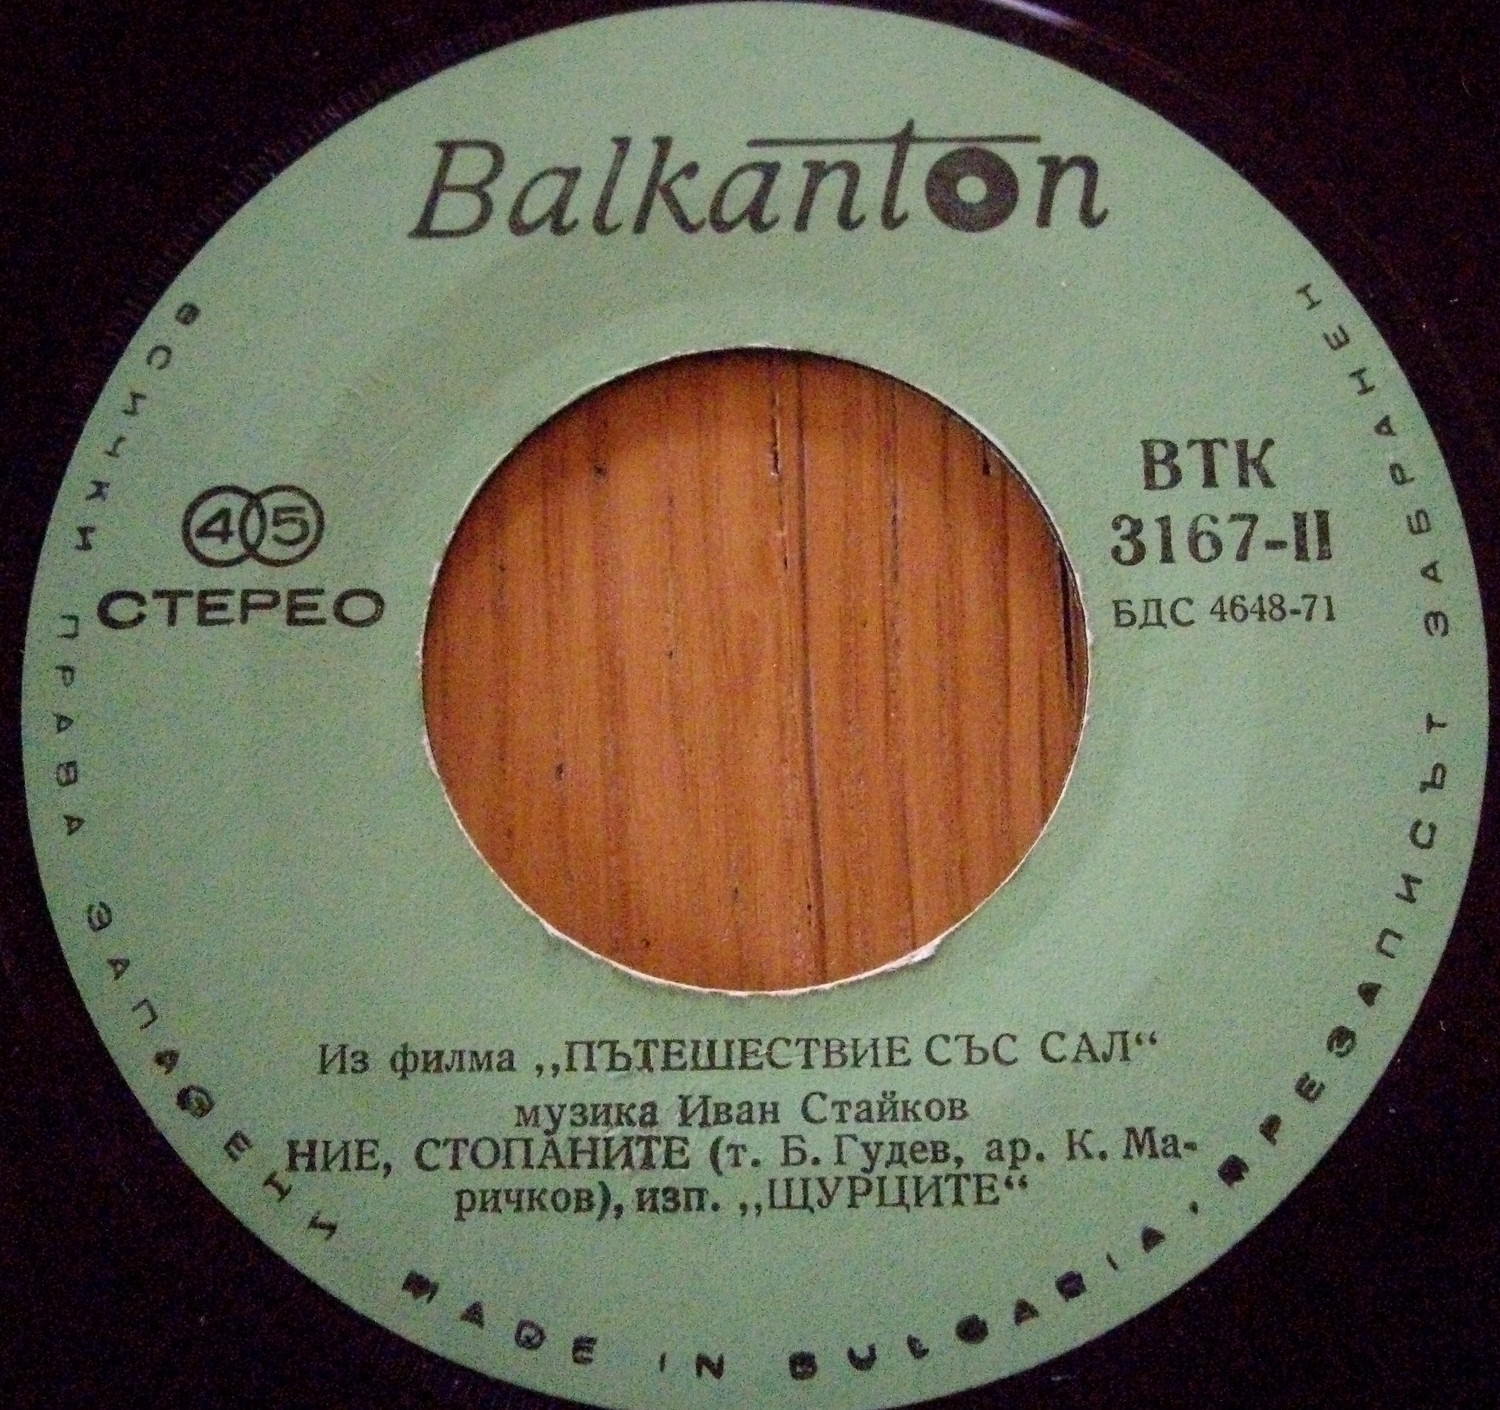 Balkanton
45
СТЕРЕО
ВТК
3167-II
БДС 4648-71
Из филма „ПЪТЕШЕСТВИЕ СЪС САЛ“
музика Иван Стайков
НИЕ, СТОПАНИТЕ (т. Б. Гудев, ар. К. Ма-
ричков), изп. „ЩУРЦИТЕ“
ВСИЧКИ ПРАВА ЗАПАЗЕНИ MADE IN BULGARIA. ПРЕЗАПИСЪТ ЗАБРАНЕН